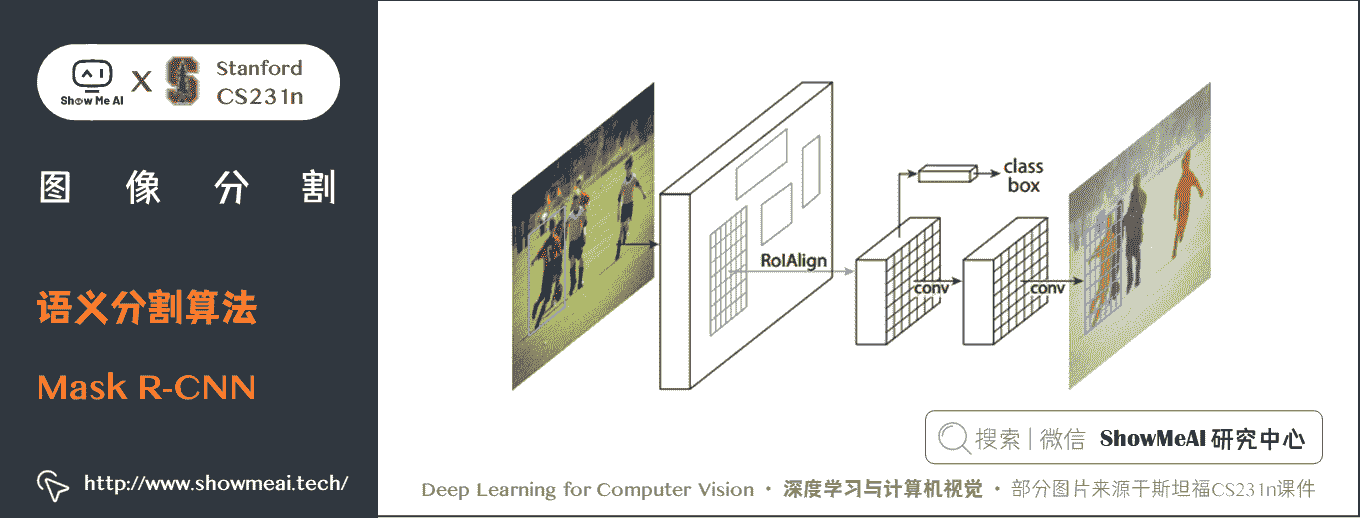 Show Me AI
X
Stanford
CS231n
图像分割
语义分割算法
Mask R-CNN
http://www.showmeai.tech/
RoIAlign
class
box
conv
conv
搜索 | 微信 ShowMeAI 研究中心
Deep Learning for Computer Vision · 深度学习与计算机视觉 · 部分图片来源于斯坦福CS231n课件